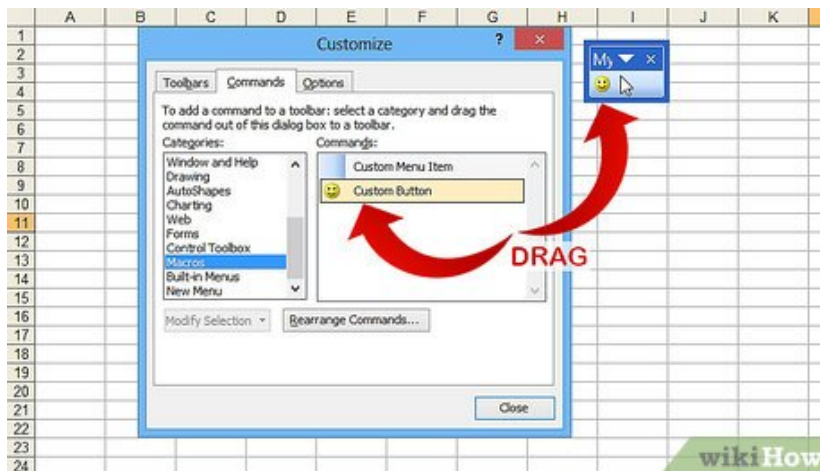 A B C D E F G H I J K
1
2
3
4
5
6
7
8
9
10
11
12
13
14
15
16
17
18
19
20
21
22
23
24
Customize ?
Toolbars Commands Options
To add a command to a toolbar: select a category and drag the
command out of this dialog box to a toolbar.
Categories:
Window and Help
Drawing
AutoShapes
Charting
Web
Forms
Control Toolbox
Macros
Built-in Menus
New Menu
Commands:
Custom Menu Item
Custom Button
Modify Selection
Rearrange Commands...
Close
My
DRAG
wikiHow